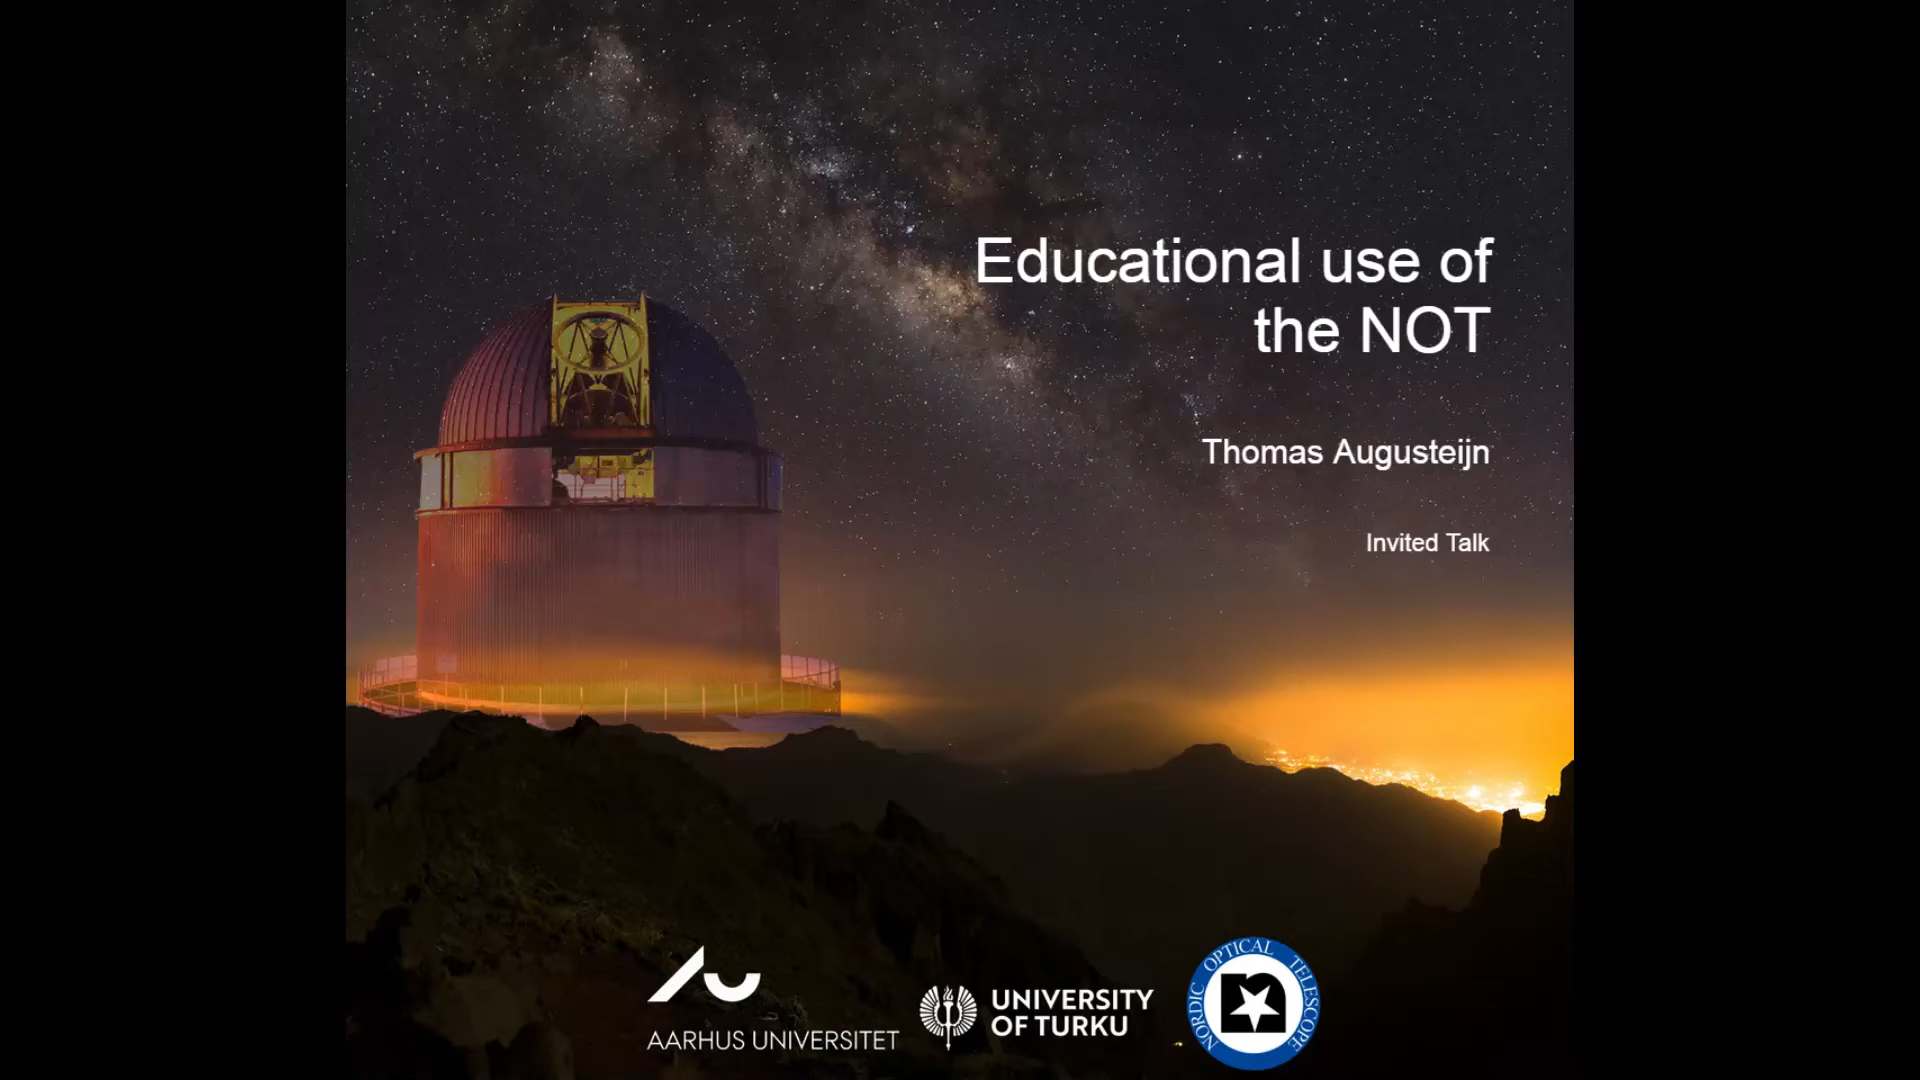 Educational use of
the NOT
Thomas Augusteijn
Invited Talk
AARHUS UNIVERSITET
UNIVERSITY
OF TURKU
NORDIC OPTICAL TELESCOPE